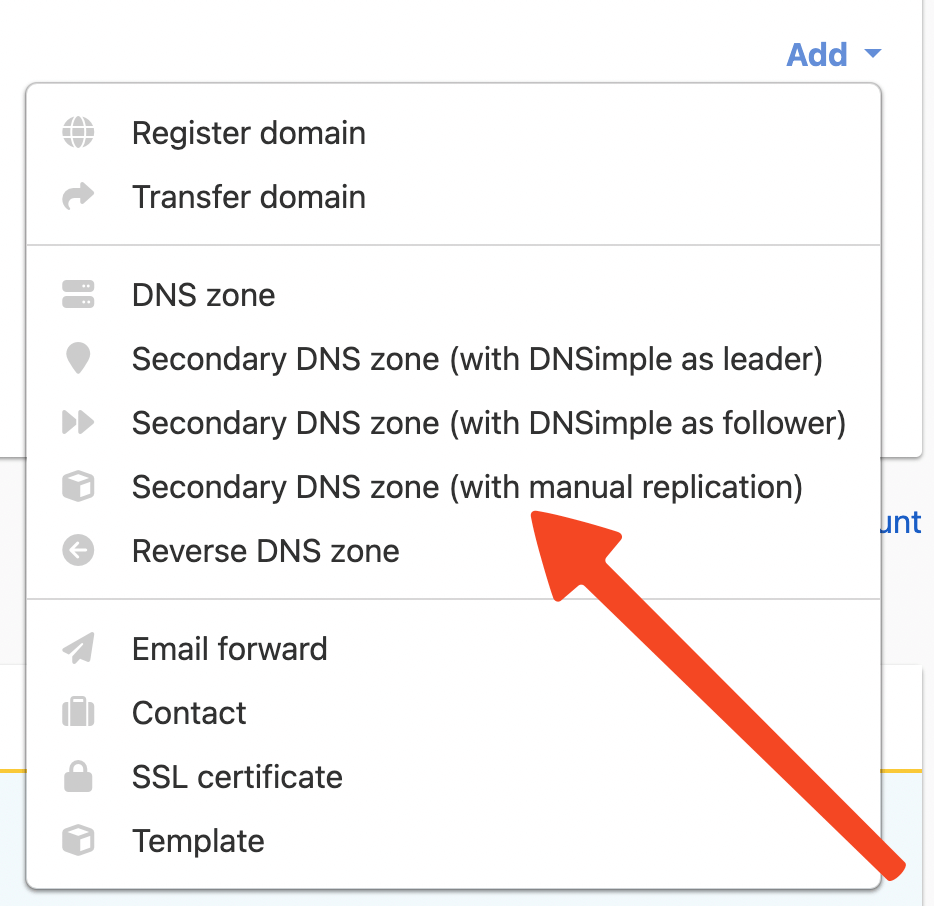 Add
Register domain
Transfer domain
DNS zone
Secondary DNS zone (with DNSimple as leader)
Secondary DNS zone (with DNSimple as follower)
Secondary DNS zone (with manual replication)
unt
Reverse DNS zone
Email forward
Contact
SSL certificate
Template